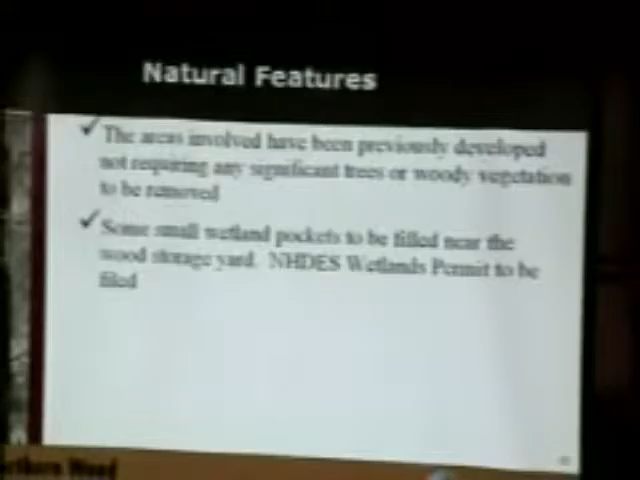 Natural Features
✓ The areas involved have been previously developed
not requiring any significant trees or woody vegetation
to be removed
✓ Some small wetland pockets to be filled near the
wood storage yard. NHDES Wetlands Permit to be
filed
Northern Wood